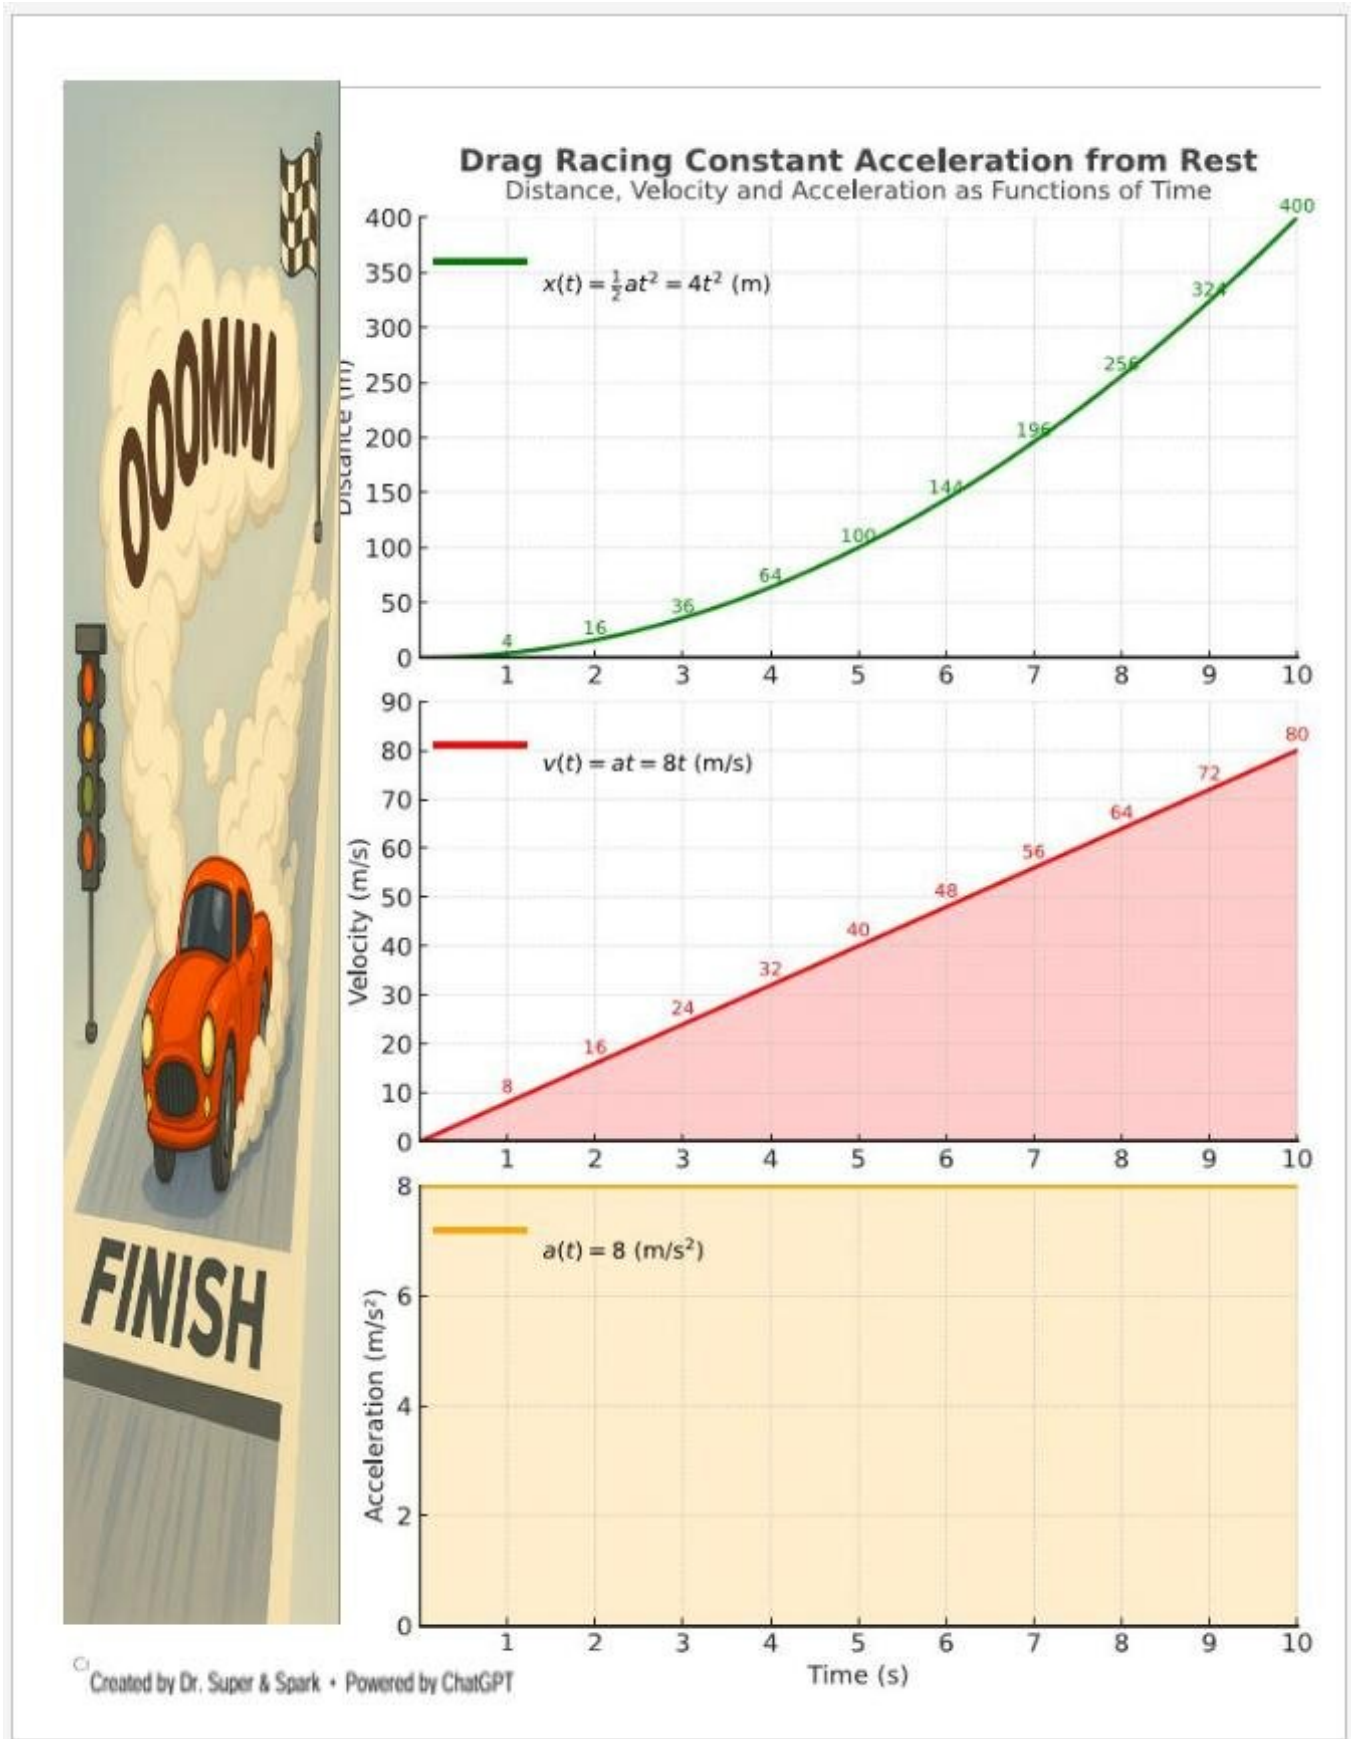 Drag Racing Constant Acceleration from Rest
Distance, Velocity and Acceleration as Functions of Time
OOOMMM
FINISH
Distance (m)
400
350
300
250
200
150
100
50
0
x(t) = ½at² = 4t² (m)
4
16
36
64
100
144
196
256
324
400
1 2 3 4 5 6 7 8 9 10
Velocity (m/s)
90
80
70
60
50
40
30
20
10
0
v(t) = at = 8t (m/s)
8
16
24
32
40
48
56
64
72
80
1 2 3 4 5 6 7 8 9 10
Acceleration (m/s²)
8
6
4
2
0
a(t) = 8 (m/s²)
1 2 3 4 5 6 7 8 9 10
Time (s)
Created by Dr. Super & Spark • Powered by ChatGPT